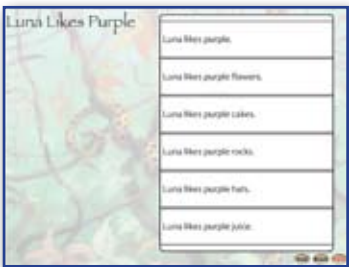 Luna Likes Purple
Luna likes purple.
Luna likes purple flowers.
Luna likes purple cakes.
Luna likes purple rocks.
Luna likes purple hats.
Luna likes purple juice.